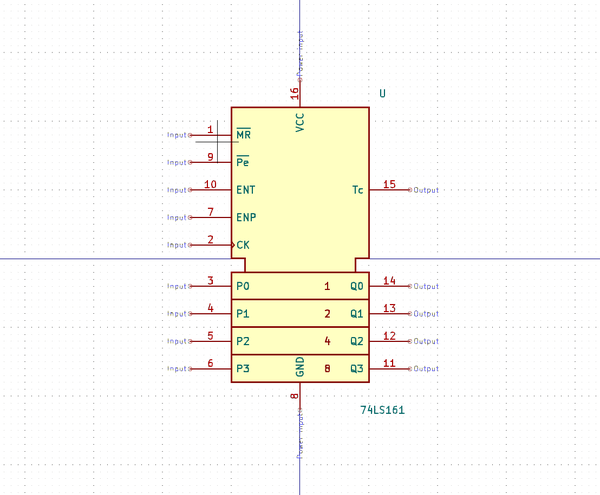 Power input
16
U
VCC
Input 1 MR
Input 9 Pe
Input 10 ENT Tc 15 Output
Input 7 ENP
Input 2 CK
Input 3 P0 1 Q0 14 Output
Input 4 P1 2 Q1 13 Output
Input 5 P2 4 Q2 12 Output
Input 6 P3 GND 8 Q3 11 Output
8
74LS161
Power input